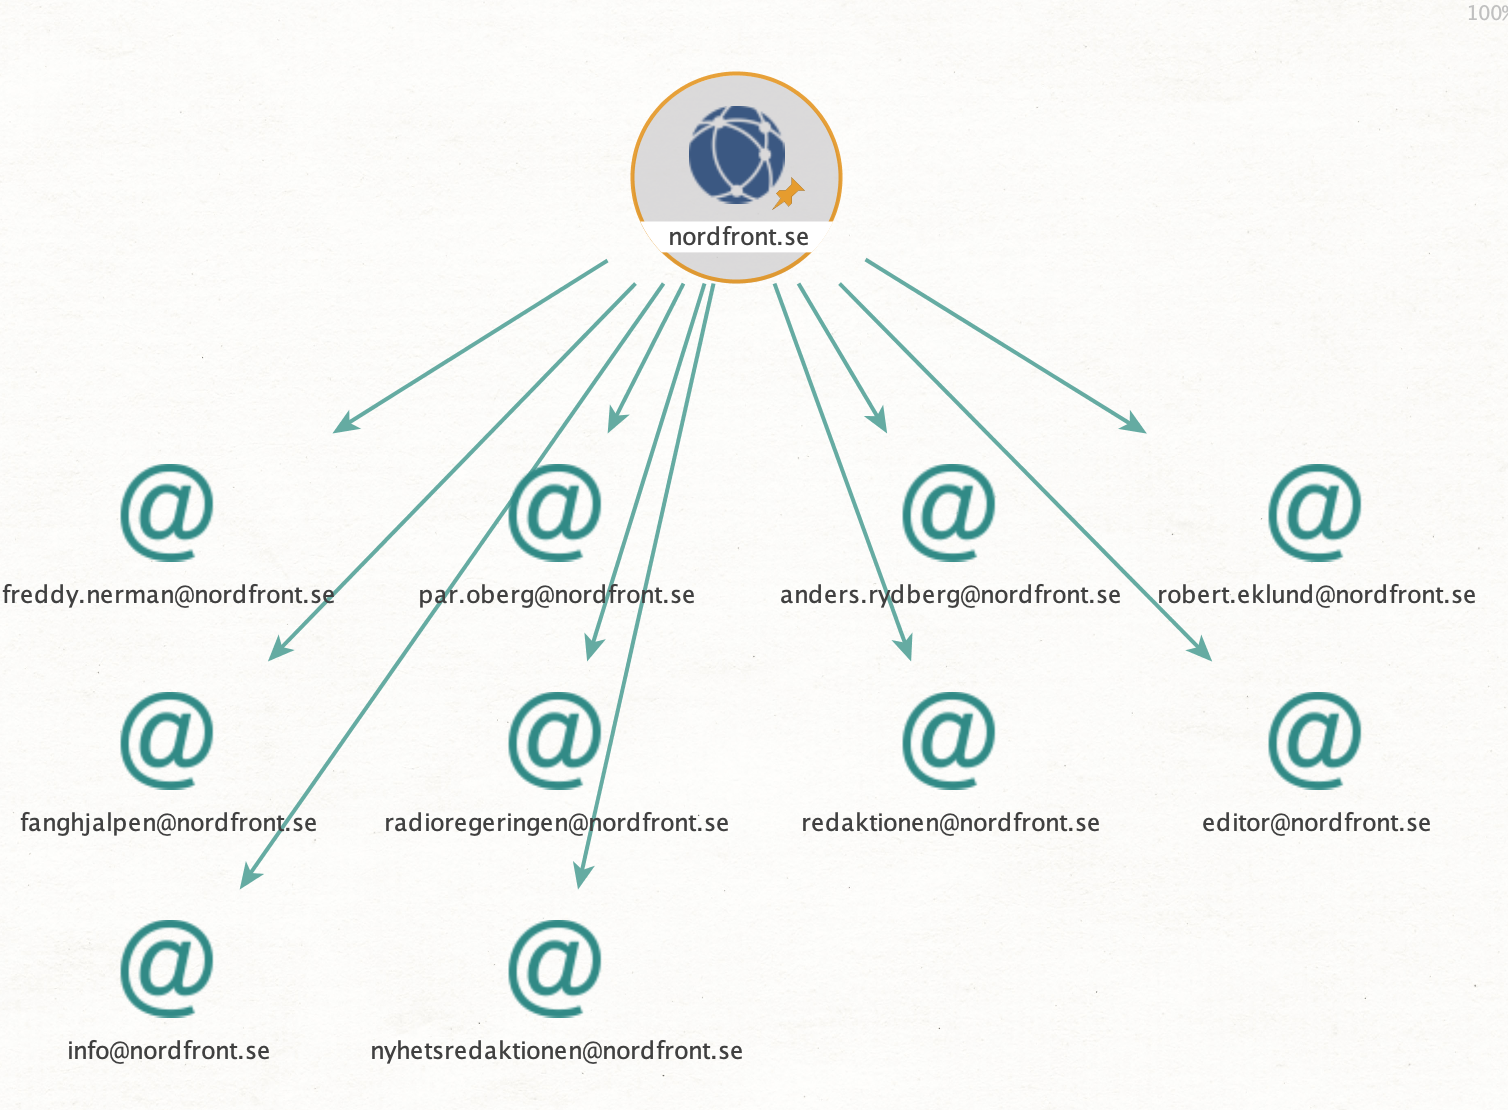 100%
nordfront.se
freddy.nerman@nordfront.se
par.oberg@nordfront.se
anders.rydberg@nordfront.se
robert.eklund@nordfront.se
fanghjalpen@nordfront.se
radioregeringen@nordfront.se
redaktionen@nordfront.se
editor@nordfront.se
info@nordfront.se
nyhetsredaktionen@nordfront.se